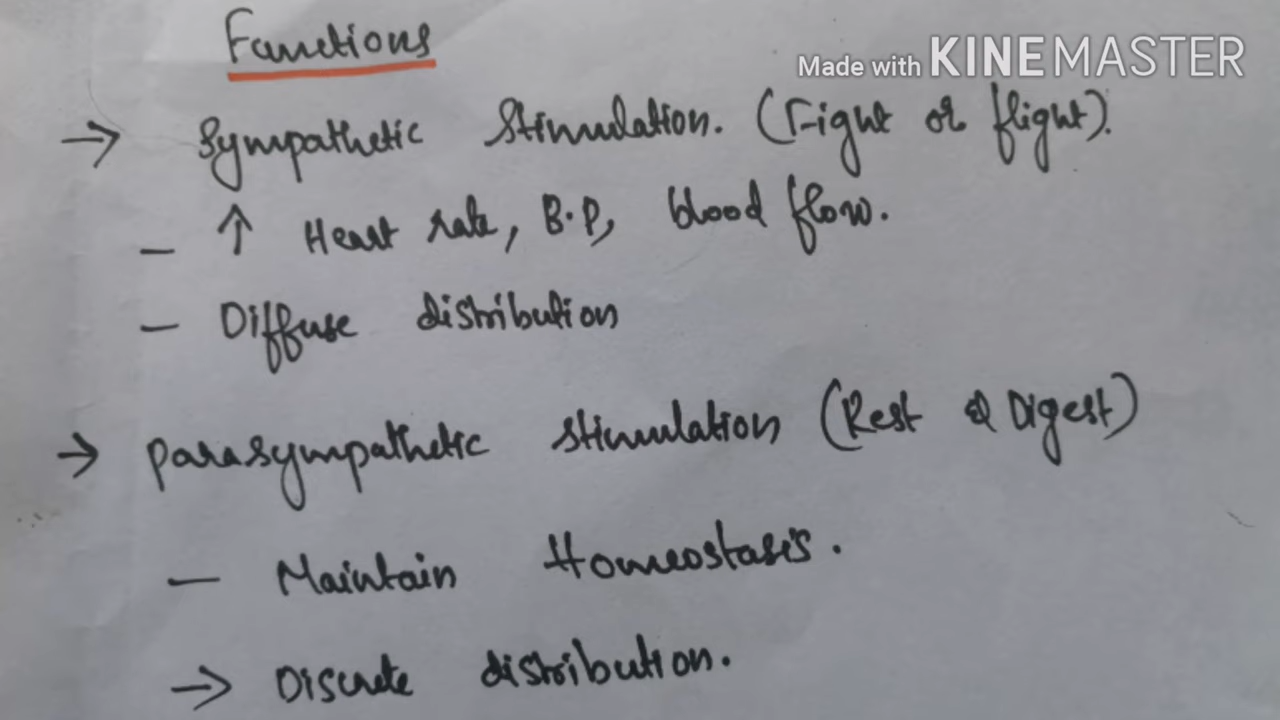 Functions
Made with KINEMASTER
→ Sympathetic Stimulation. (Fight or flight).
- ↑ Heart rate, B.P, blood flow.
- Diffuse distribution
→ Parasympathetic stimulation (Rest & Digest)
- Maintain Homeostasis.
→ Discrete distribution.